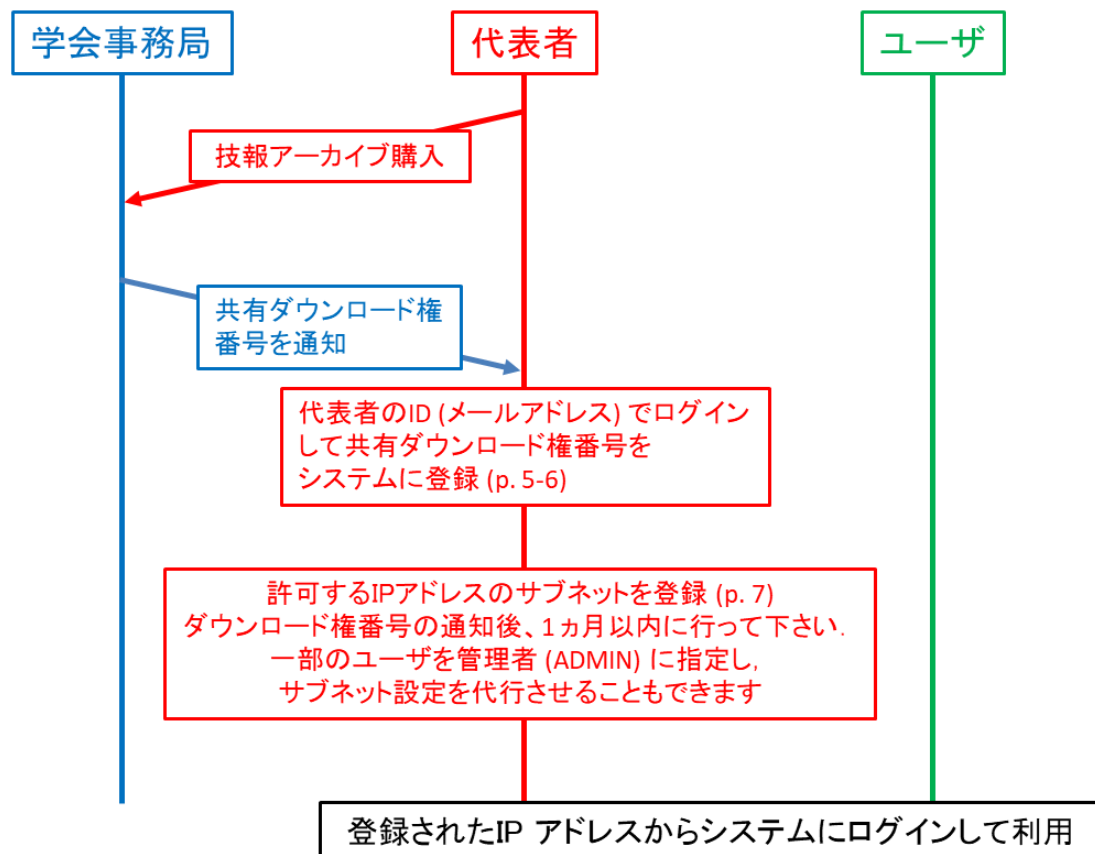 学会事務局
代表者
ユーザ
技報アーカイブ購入
共有ダウンロード権
番号を通知
代表者のID (メールアドレス) でログイン
して共有ダウンロード権番号を
システムに登録 (p. 5-6)
許可するIPアドレスのサブネットを登録 (p. 7)
ダウンロード権番号の通知後、1ヵ月以内に行って下さい.
一部のユーザを管理者 (ADMIN) に指定し,
サブネット設定を代行させることもできます
登録されたIP アドレスからシステムにログインして利用